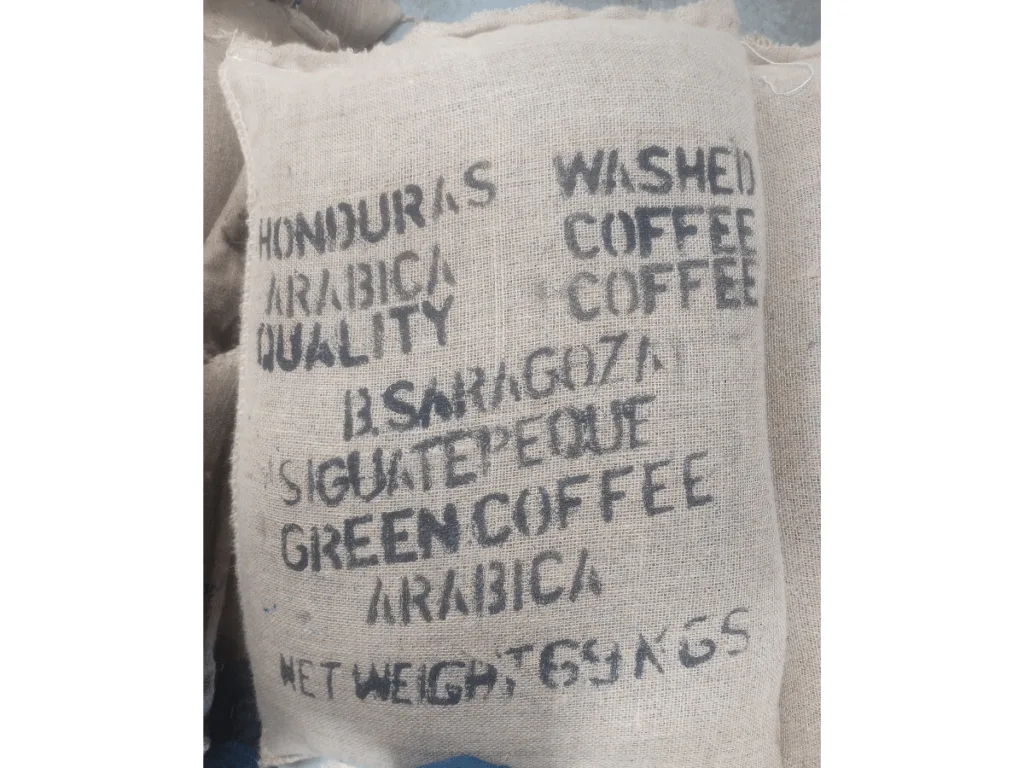 HONDURAS WASHED
ARABICA COFFEE
QUALITY COFFEE
B. SARAGOZA
SIGUATEPEQUE
GREEN COFFEE
ARABICA
NET WEIGHT 69 KGS